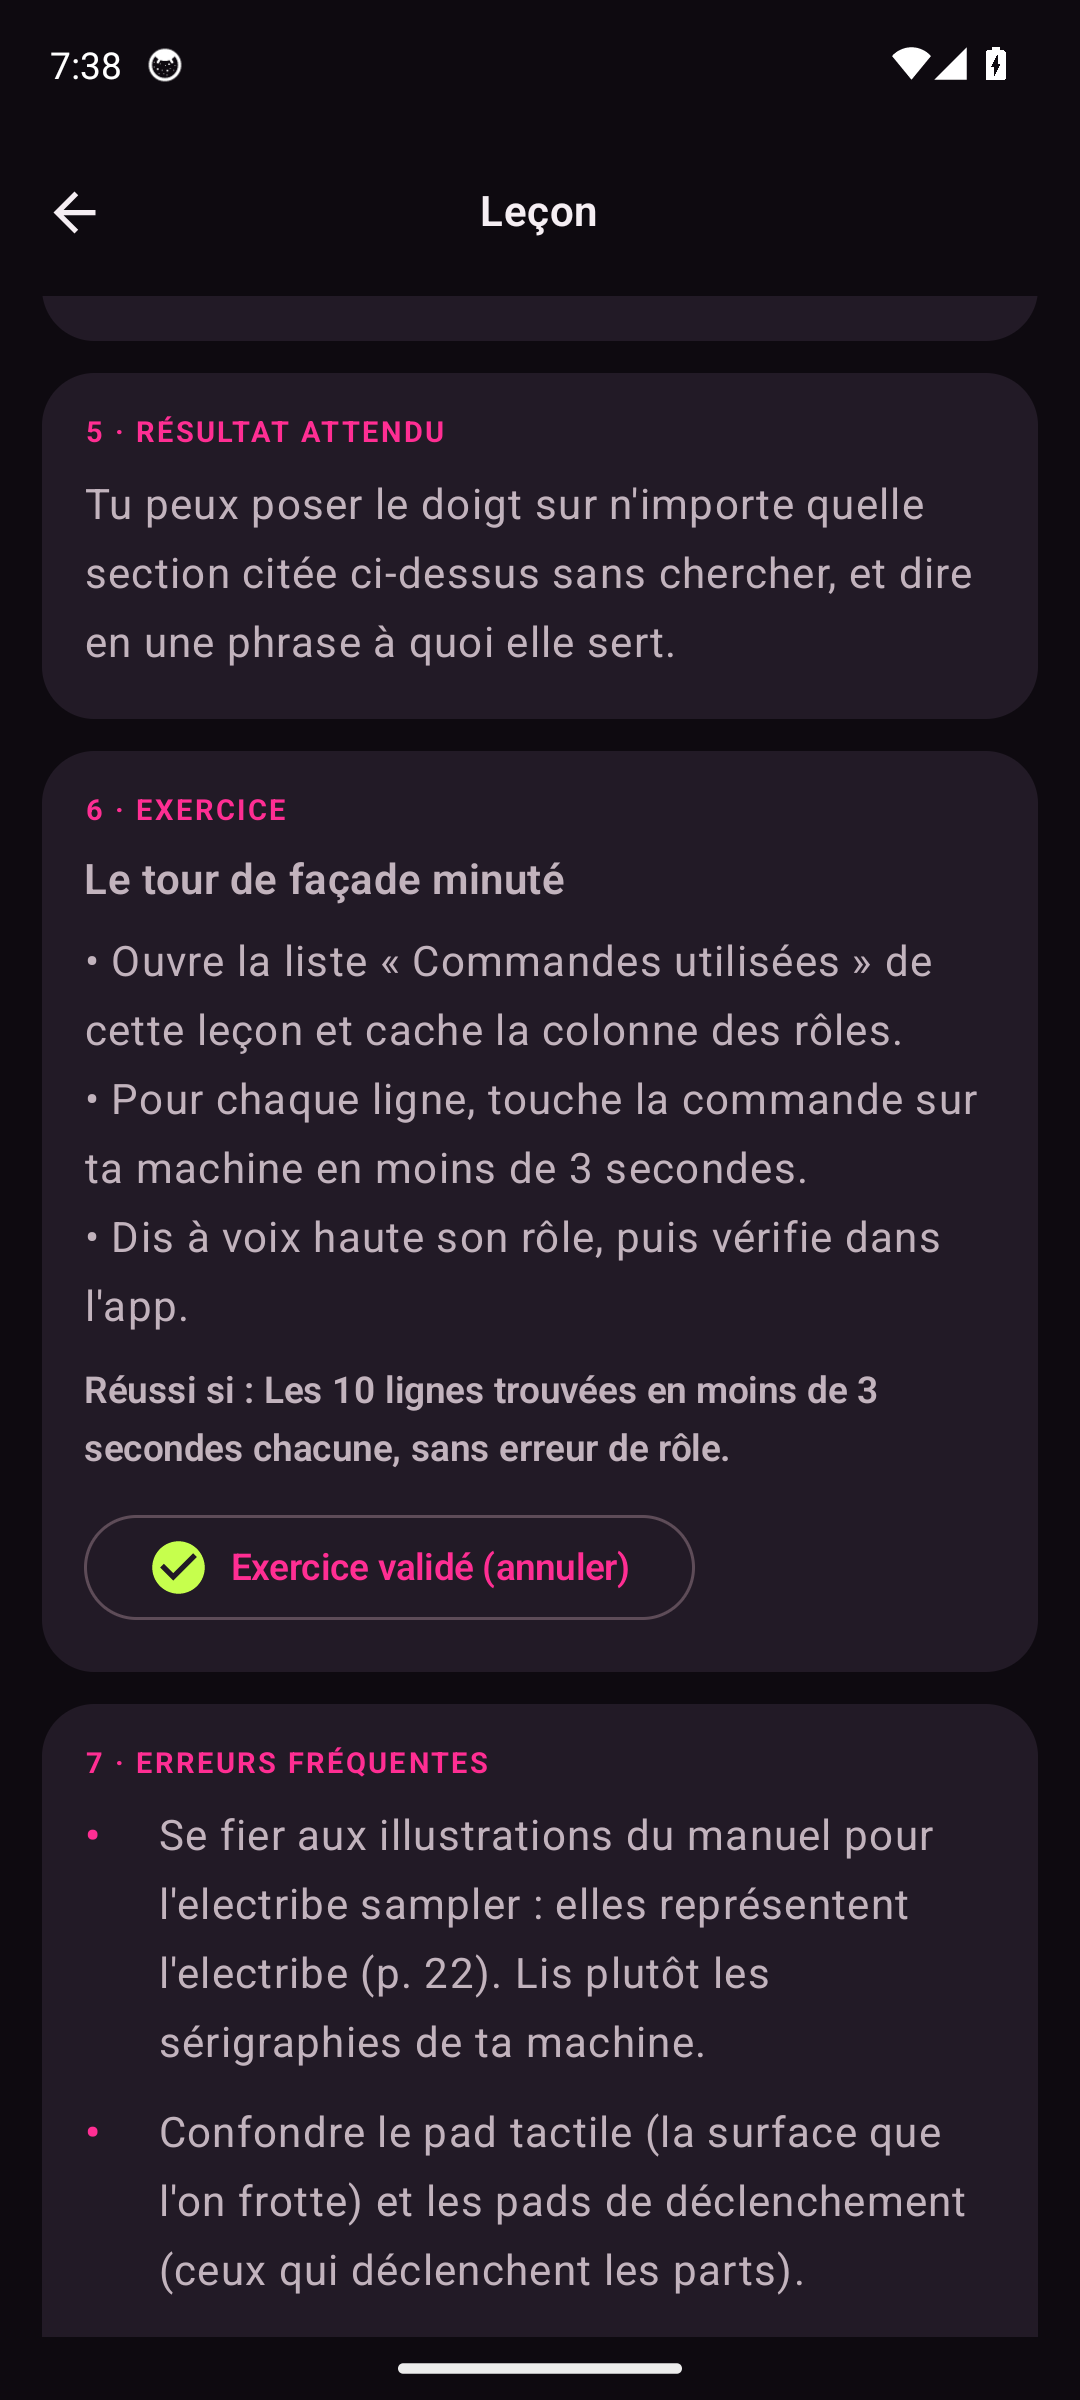 7:38
Leçon
5 · RÉSULTAT ATTENDU
Tu peux poser le doigt sur n'importe quelle
section citée ci-dessus sans chercher, et dire
en une phrase à quoi elle sert.
6 · EXERCICE
Le tour de façade minuté
• Ouvre la liste « Commandes utilisées » de
cette leçon et cache la colonne des rôles.
• Pour chaque ligne, touche la commande sur
ta machine en moins de 3 secondes.
• Dis à voix haute son rôle, puis vérifie dans
l'app.
Réussi si : Les 10 lignes trouvées en moins de 3
secondes chacune, sans erreur de rôle.
Exercice validé (annuler)
7 · ERREURS FRÉQUENTES
• Se fier aux illustrations du manuel pour
l'electribe sampler : elles représentent
l'electribe (p. 22). Lis plutôt les
sérigraphies de ta machine.
• Confondre le pad tactile (la surface que
l'on frotte) et les pads de déclenchement
(ceux qui déclenchent les parts).